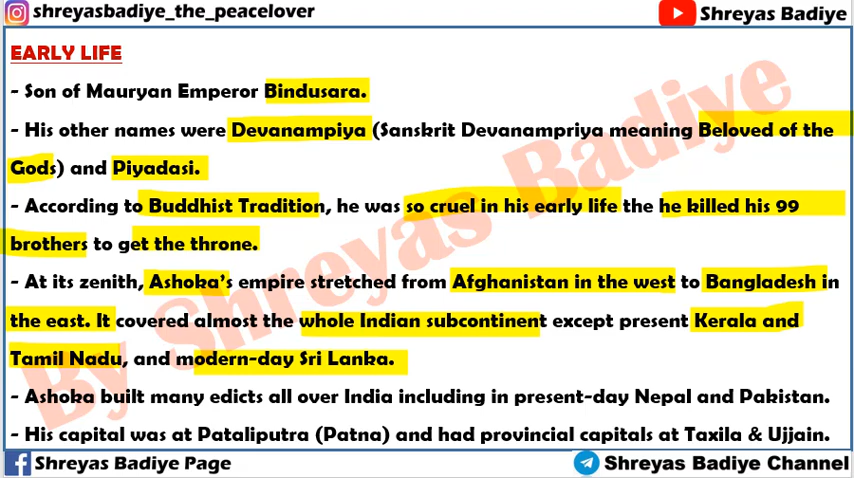 shreyasbadiye_the_peacelover
Shreyas Badiye
EARLY LIFE
- Son of Mauryan Emperor Bindusara.
- His other names were Devanampiya (Sanskrit Devanampriya meaning Beloved of the
Gods) and Piyadasi.
- According to Buddhist Tradition, he was so cruel in his early life the he killed his 99
brothers to get the throne.
- At its zenith, Ashoka's empire stretched from Afghanistan in the west to Bangladesh in
the east. It covered almost the whole Indian subcontinent except present Kerala and
Tamil Nadu, and modern-day Sri Lanka.
- Ashoka built many edicts all over India including in present-day Nepal and Pakistan.
- His capital was at Pataliputra (Patna) and had provincial capitals at Taxila & Ujjain.
By Shreyas Badiye
Shreyas Badiye Page
Shreyas Badiye Channel